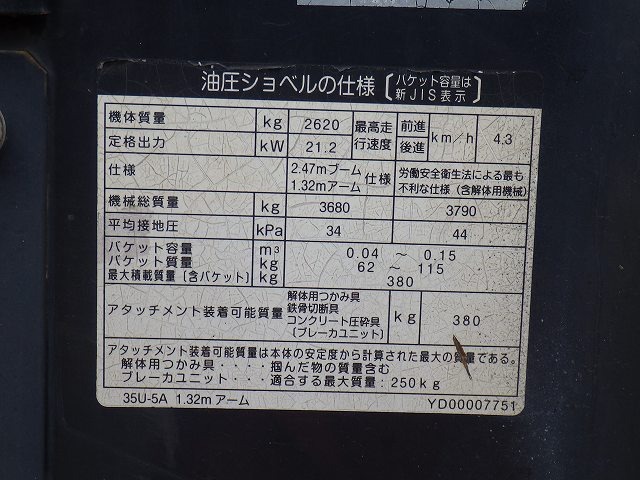 油圧ショベルの仕様〔バケット容量は 新JIS表示〕
機体質量 kg 2620 最高走行速度 前進 後進 km/h 4.3
定格出力 kW 21.2
仕様 2.47mブーム 1.32mアーム 仕様 労働安全衛生法による最も不利な仕様（含解体用機械）
機械総質量 kg 3680 3790
平均接地圧 kPa 34 44
バケット容量 m³ 0.04 ～ 0.15
バケット質量 kg 62 ～ 115
最大積載質量〔含バケット〕 kg 380
アタッチメント装着可能質量 解体用つかみ具 鉄骨切断具 コンクリート圧砕具 〔ブレーカユニット〕 kg 380
アタッチメント装着可能質量は本体の安定度から計算された最大の質量である。
解体用つかみ具・・・・掴んだ物の質量含む
ブレーカユニット・・・・適合する最大質量：250kg
35U-5A 1.32mアーム YD00007751